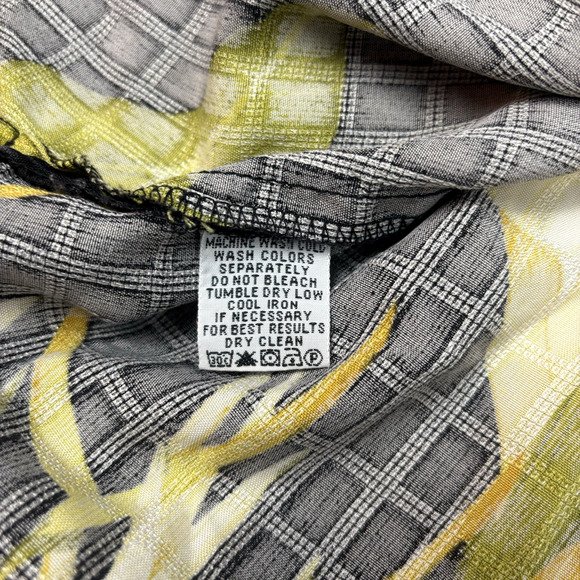 MACHINE WASH COLD
WASH COLORS
SEPARATELY
DO NOT BLEACH
TUMBLE DRY LOW
COOL IRON
IF NECESSARY
FOR BEST RESULTS
DRY CLEAN
P